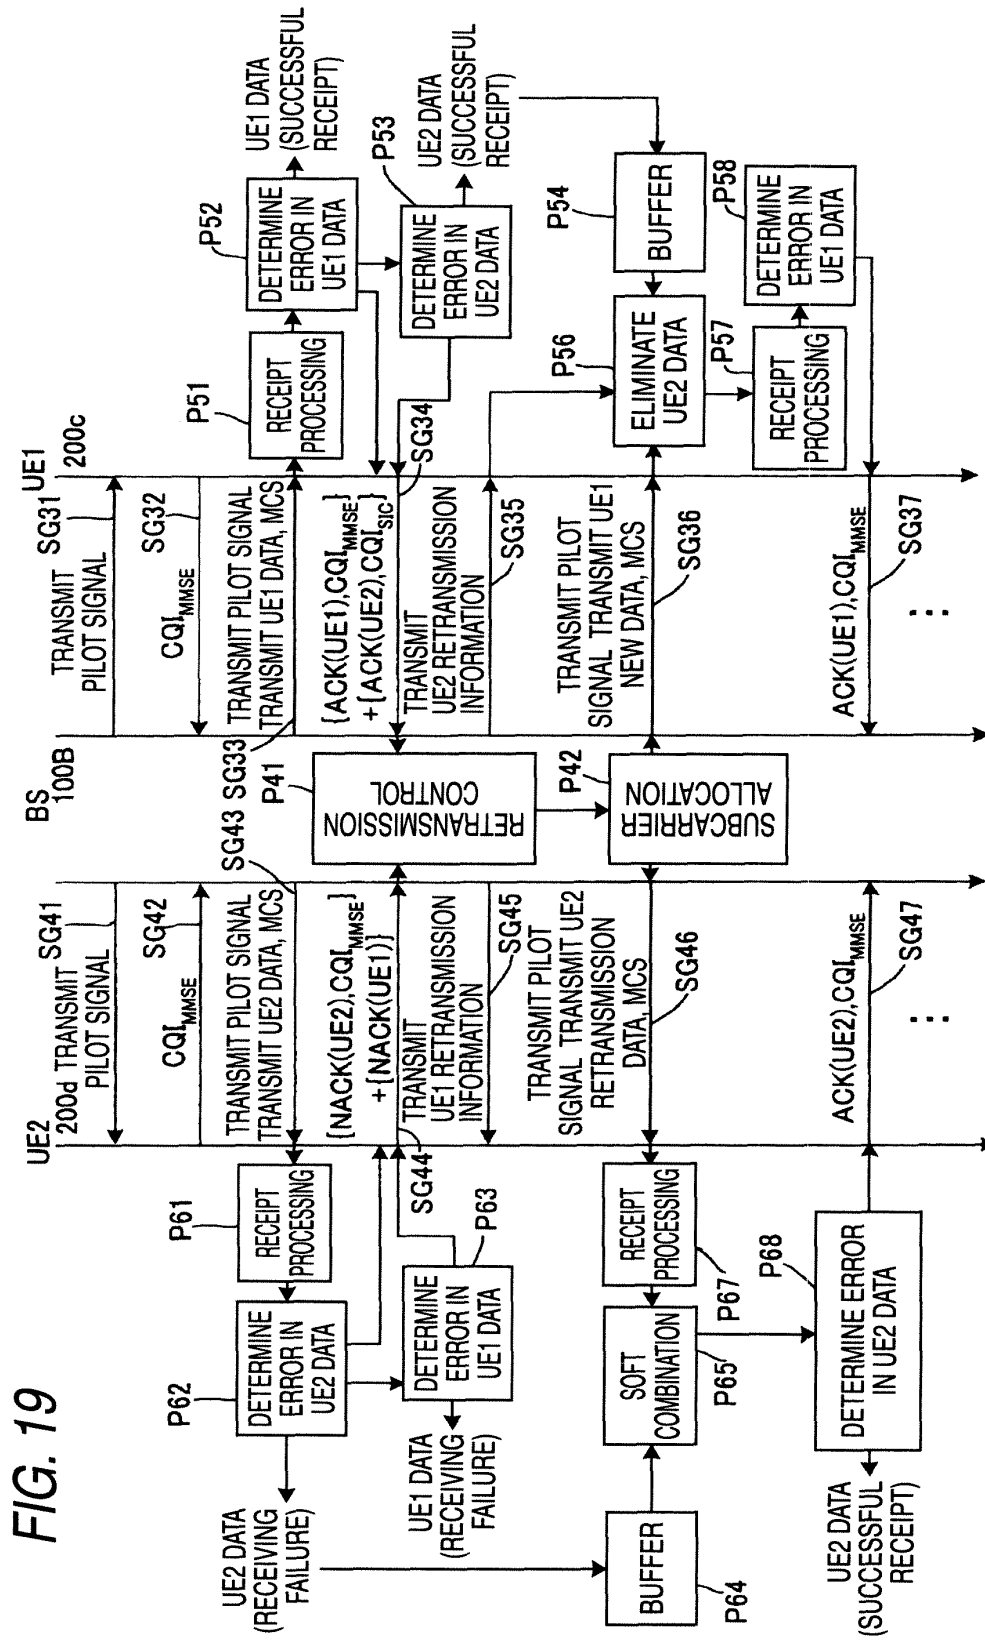 FIG. 19
UE2
200d
BS
100B
UE1
200c
TRANSMIT
PILOT SIGNAL
SG41
TRANSMIT
PILOT SIGNAL
SG31
CQI_MMSE
SG42
CQI_MMSE
SG32
TRANSMIT PILOT SIGNAL
TRANSMIT UE2 DATA, MCS
SG43
TRANSMIT PILOT SIGNAL
TRANSMIT UE1 DATA, MCS
SG33
P61
RECEIPT
PROCESSING
P62
DETERMINE
ERROR IN
UE2 DATA
UE2 DATA
(RECEIVING
FAILURE)
P63
DETERMINE
ERROR IN
UE1 DATA
UE1 DATA
(RECEIVING
FAILURE)
P51
RECEIPT
PROCESSING
P52
DETERMINE
ERROR IN
UE1 DATA
UE1 DATA
(SUCCESSFUL
RECEIPT)
P53
DETERMINE
ERROR IN
UE2 DATA
UE2 DATA
(SUCCESSFUL
RECEIPT)
{NACK(UE2),CQI_MMSE}
+{NACK(UE1)}
SG44
P41
RETRANSMISSION
CONTROL
{ACK(UE1),CQI_MMSE}
+{ACK(UE2),CQI_SIC}
SG34
TRANSMIT
UE1 RETRANSMISSION
INFORMATION
SG45
TRANSMIT
UE2 RETRANSMISSION
INFORMATION
SG35
P42
SUBCARRIER
ALLOCATION
TRANSMIT PILOT
SIGNAL TRANSMIT UE2
RETRANSMISSION
DATA, MCS
SG46
TRANSMIT PILOT
SIGNAL TRANSMIT UE1
NEW DATA, MCS
SG36
BUFFER
P64
SOFT
COMBINATION
P65
RECEIPT
PROCESSING
P67
P54
BUFFER
P56
ELIMINATE
UE2 DATA
P57
RECEIPT
PROCESSING
P58
DETERMINE
ERROR IN
UE1 DATA
P68
DETERMINE ERROR
IN UE2 DATA
UE2 DATA
(SUCCESSFUL
RECEIPT)
ACK(UE2),CQI_MMSE
SG47
ACK(UE1),CQI_MMSE
SG37
...
...